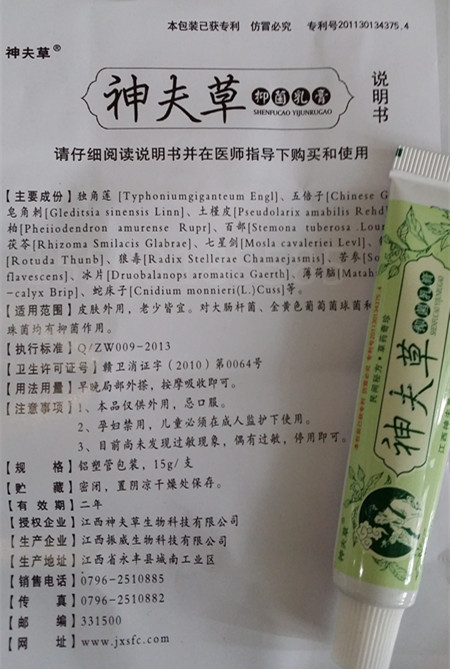 本包装已获专利 仿冒必究 专利号201130134375.4
神夫草®
神夫草 抑菌乳膏 说明书
SHENFUCAO YIJUNRUGAO
请仔细阅读说明书并在医师指导下购买和使用
【主要成份】独角莲[Typhoniumgiganteum Engl]、五倍子[Chinese G
皂角刺[Gleditsia sinensis Linn]、土槿皮[Pseudolarix amabilis Rehd
柏[Pheiiodendron amurense Rupr]、百部[Stemona tuberosa .Lour
茯苓[Rhizoma Smilacis Glabrae]、七星剑[Mosla cavaleriei Levl]、
[Rotuda Thunb]、狼毒[Radix Stellerae Chamaejasmis]、苦参[So
flavescens]、冰片[Druobalanops aromatica Gaerth]、薄荷脑[Matah
-calyx Brip]、蛇床子[Cnidium monnieri(L.)Cuss]等。
【适用范围】皮肤外用，老少皆宜。对大肠杆菌、金黄色葡萄菌球菌和
珠菌均有抑菌作用。
【执行标准】Q/ZW009-2013
【卫生许可证号】赣卫消证字（2010）第0064号
【用法用量】早晚局部外搽，按摩吸收即可。
【注意事项】1、本品仅供外用，忌口服。
2、孕妇禁用，儿童必须在成人监护下使用。
3、目前尚未发现过敏现象，偶有过敏，停用即可。
【规 格】铝塑管包装，15g/支
【贮 藏】密闭，置阴凉干燥处保存。
【有 效 期】二年
【授权企业】江西神夫草生物科技有限公司
【生产企业】江西振威生物科技有限公司
【生产地址】江西省永丰县城南工业区
【销售电话】0796-2510885
【传 真】0796-2510882
【邮 编】331500
【网 址】www.jxsfc.com
神夫草
抑菌乳膏
SHENFUCAO YIJUNRUGAO
民间秘方·草药奇珍